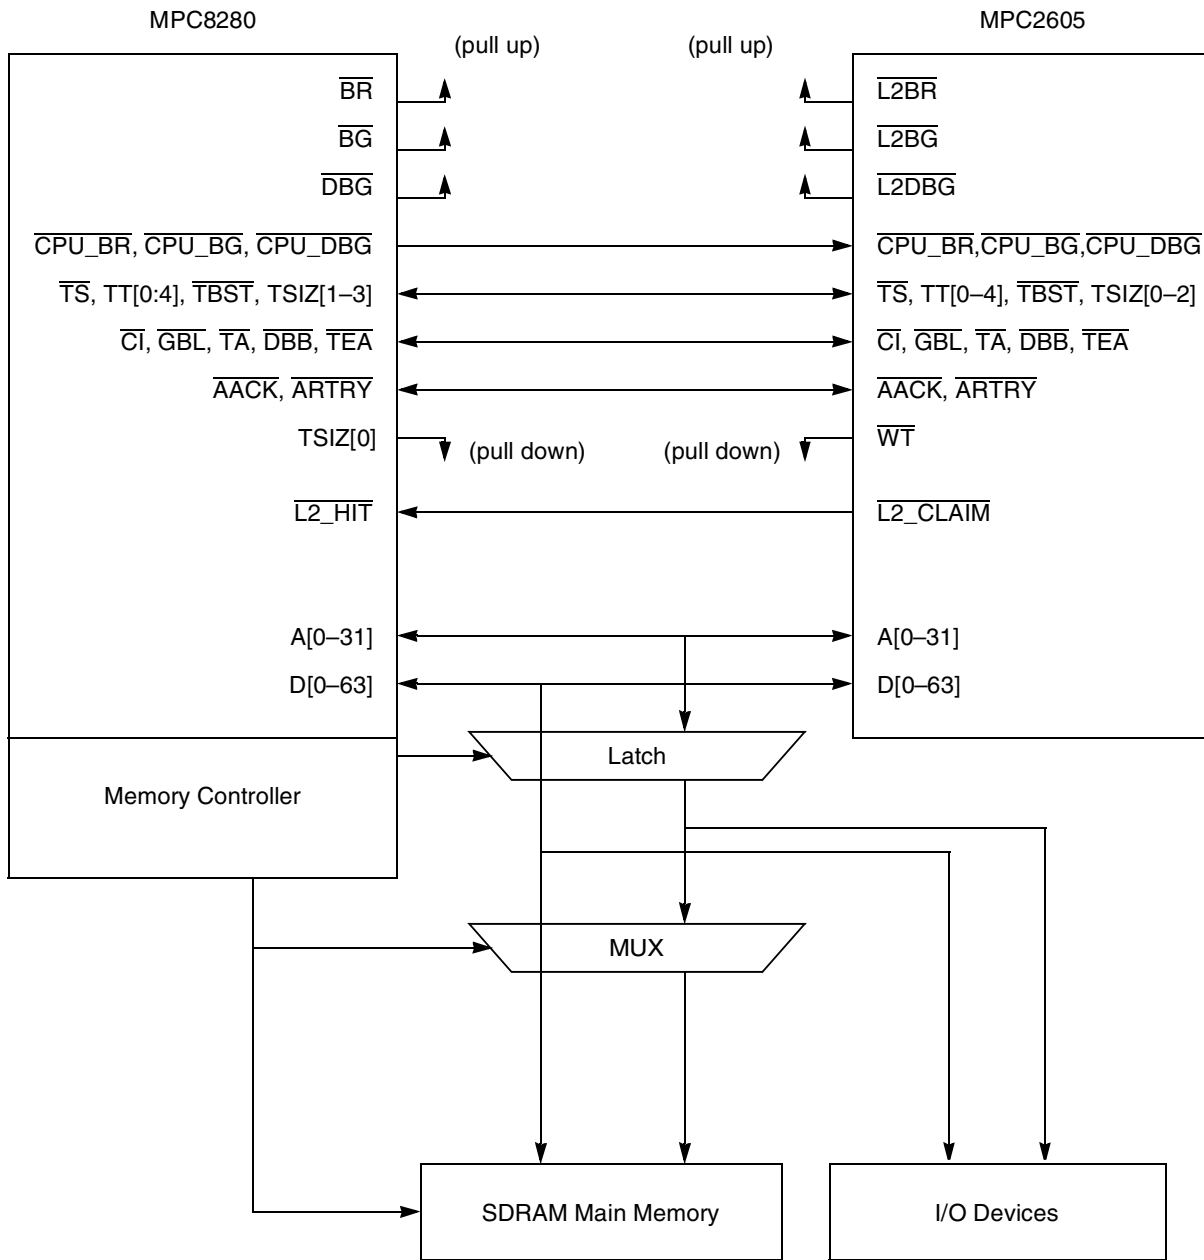 MPC8280 MPC2605
(pull up) (pull up)
BR L2BR
BG L2BG
DBG L2DBG
CPU_BR, CPU_BG, CPU_DBG CPU_BR,CPU_BG,CPU_DBG
TS, TT[0:4], TBST, TSIZ[1–3] TS, TT[0–4], TBST, TSIZ[0–2]
CI, GBL, TA, DBB, TEA CI, GBL, TA, DBB, TEA
AACK, ARTRY AACK, ARTRY
TSIZ[0] (pull down) (pull down) WT
L2_HIT L2_CLAIM
A[0–31] A[0–31]
D[0–63] D[0–63]
Latch
Memory Controller
MUX
SDRAM Main Memory I/O Devices